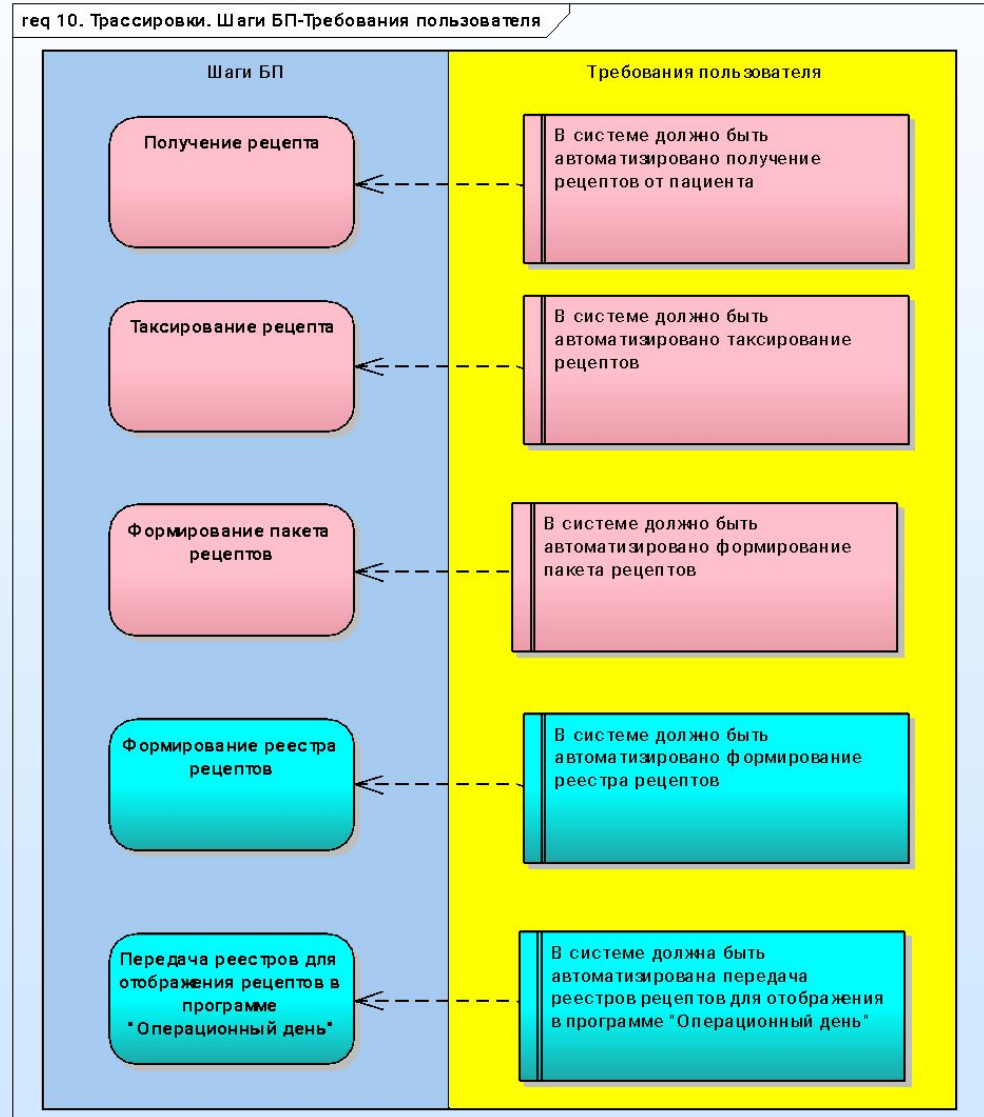 req 10. Трассировки. Шаги БП-Требования пользователя
Шаги БП
Требования пользователя
Получение рецепта
В системе должно быть
автоматизировано получение
рецептов от пациента
Таксирование рецепта
В системе должно быть
автоматизировано таксирование
рецептов
Формирование пакета
рецептов
В системе должно быть
автоматизировано формирование
пакета рецептов
Формирование реестра
рецептов
В системе должно быть
автоматизировано формирование
реестра рецептов
Передача реестров для
отображения рецептов в
программе
"Операционный день"
В системе должна быть
автоматизирована передача
реестров рецептов для отображения
в программе "Операционный день"